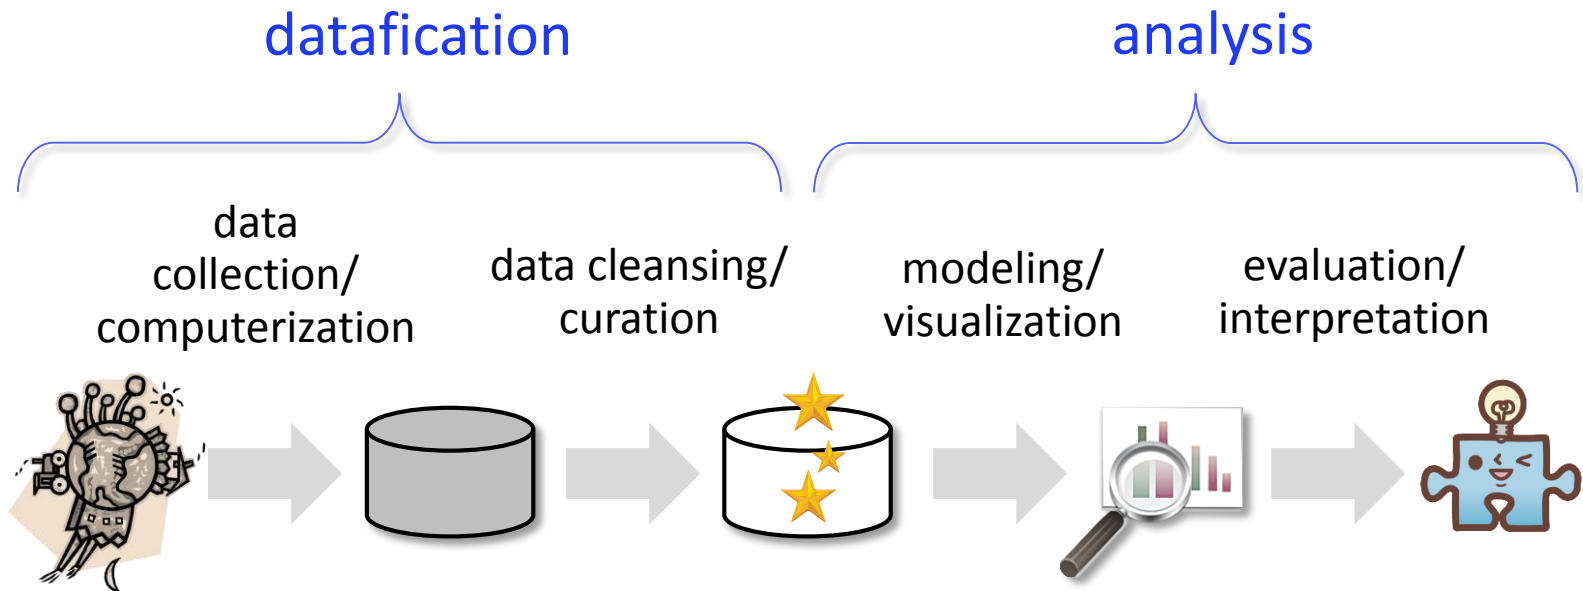 datafication
analysis
data
collection/
computerization
data cleansing/
curation
modeling/
visualization
evaluation/
interpretation